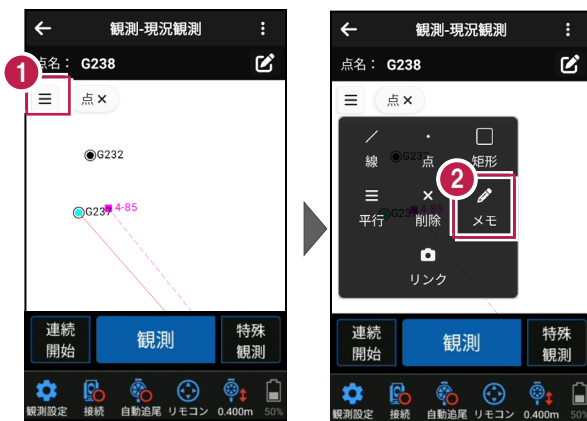 観測-現況観測
点名： G238
1
点 ×
G232
G237
4-85
連続
開始
観測
特殊
観測
観測設定 接続 自動追尾 リモコン 0.400m 50%
観測-現況観測
点名： G238
点 ×
線 点 矩形
G232
2
平行 削除 メモ
G237
リンク
連続
開始
観測
特殊
観測
観測設定 接続 自動追尾 リモコン 0.400m 50%